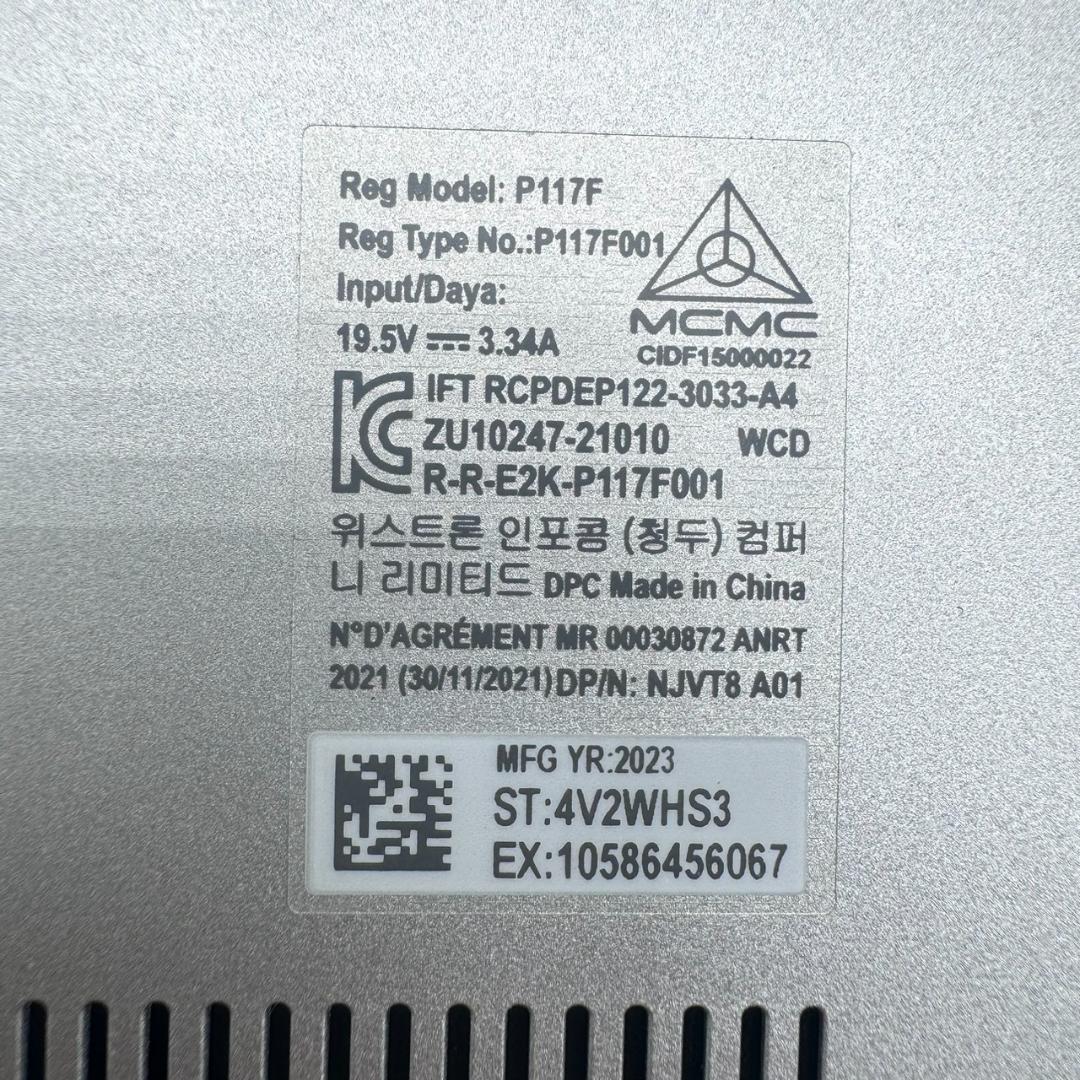 Reg Model: P117F
Reg Type No.:P117F001
Input/Daya:
19.5V ⎓ 3.34A
MCMC
CIDF15000022
IFT RCPDEP122-3033-A4
ZU10247-21010 WCD
R-R-E2K-P117F001
위스트론 인포콤 (청두) 컴퍼
니 리미티드 DPC Made in China
N°D'AGRÉMENT MR 00030872 ANRT
2021 (30/11/2021)DP/N: NJVT8 A01
MFG YR:2023
ST:4V2WHS3
EX:10586456067